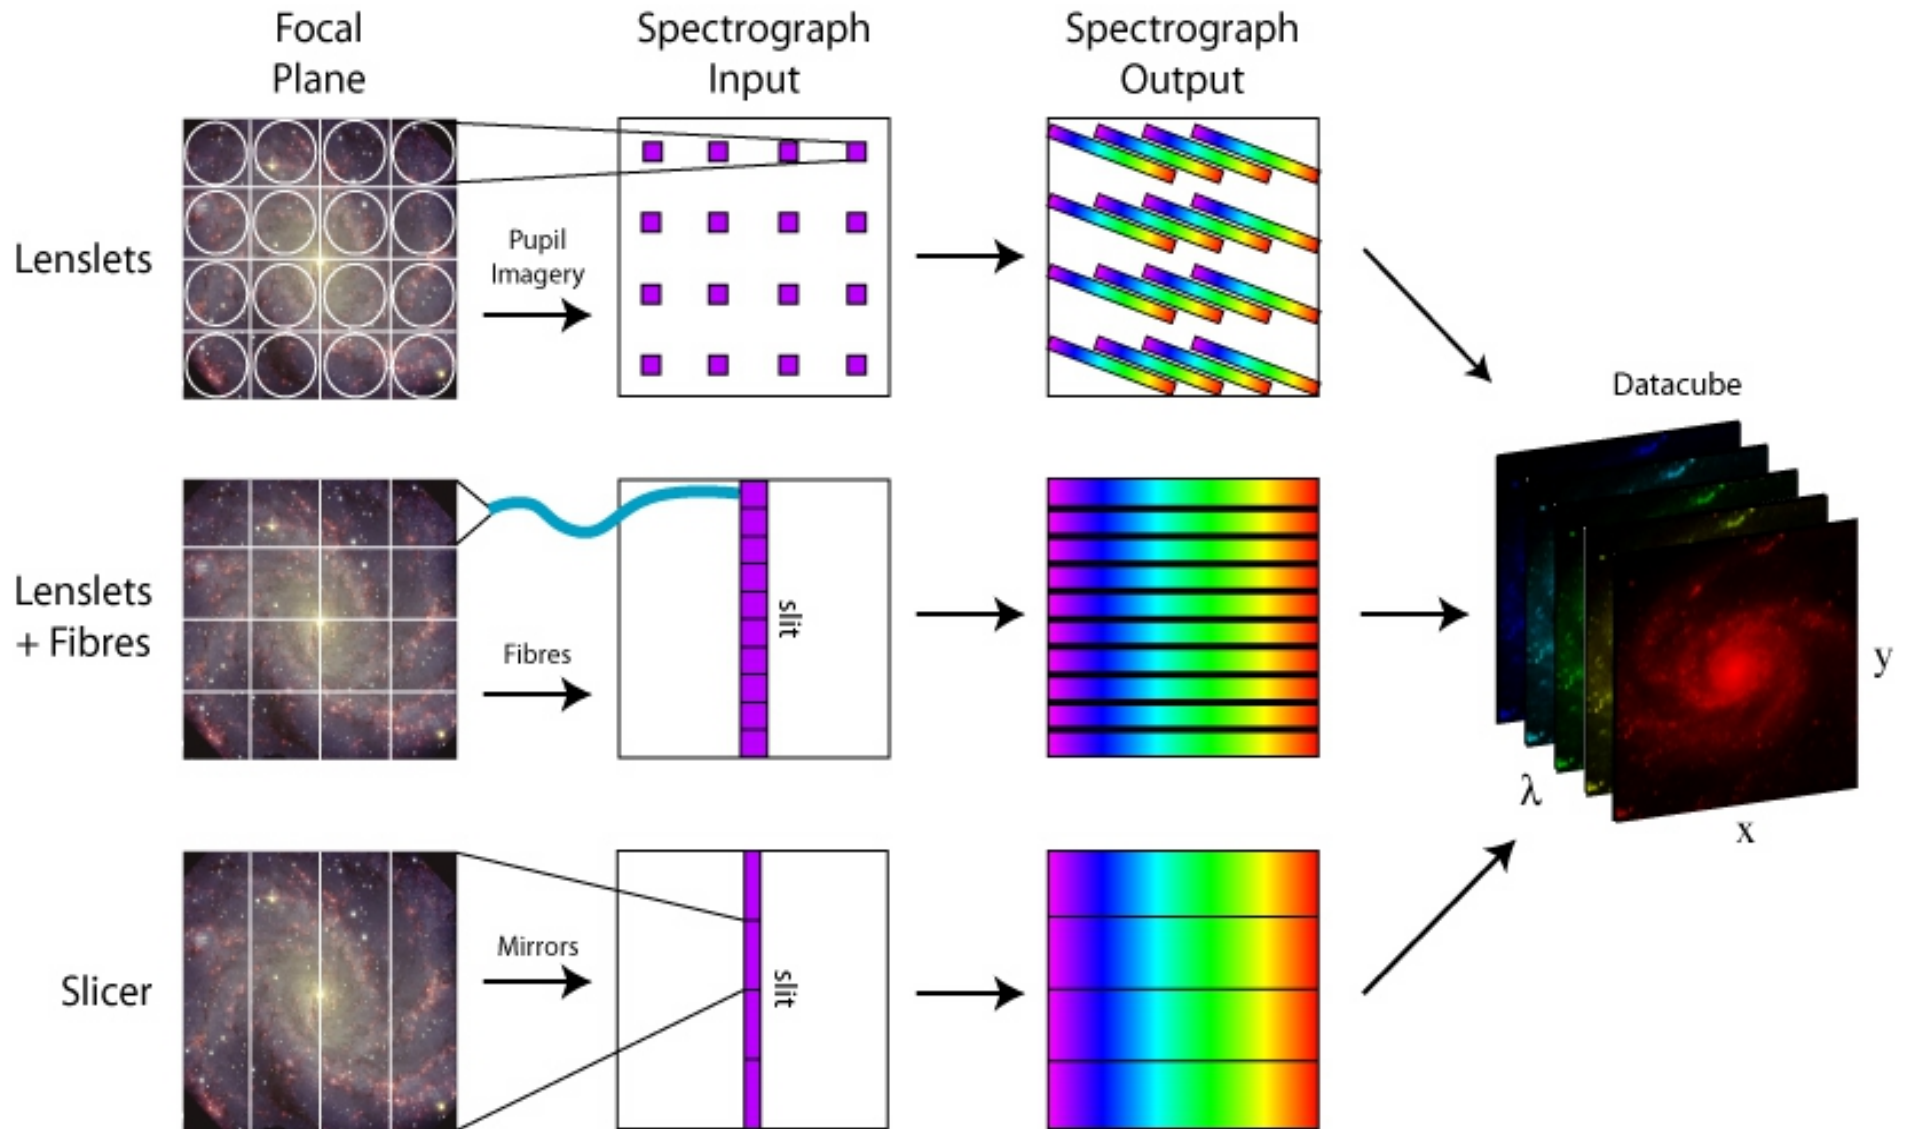 Focal
Plane
Spectrograph
Input
Spectrograph
Output
Lenslets
Pupil
Imagery
Datacube
Lenslets
+ Fibres
Fibres
slit
y
λ
x
Slicer
Mirrors
slit